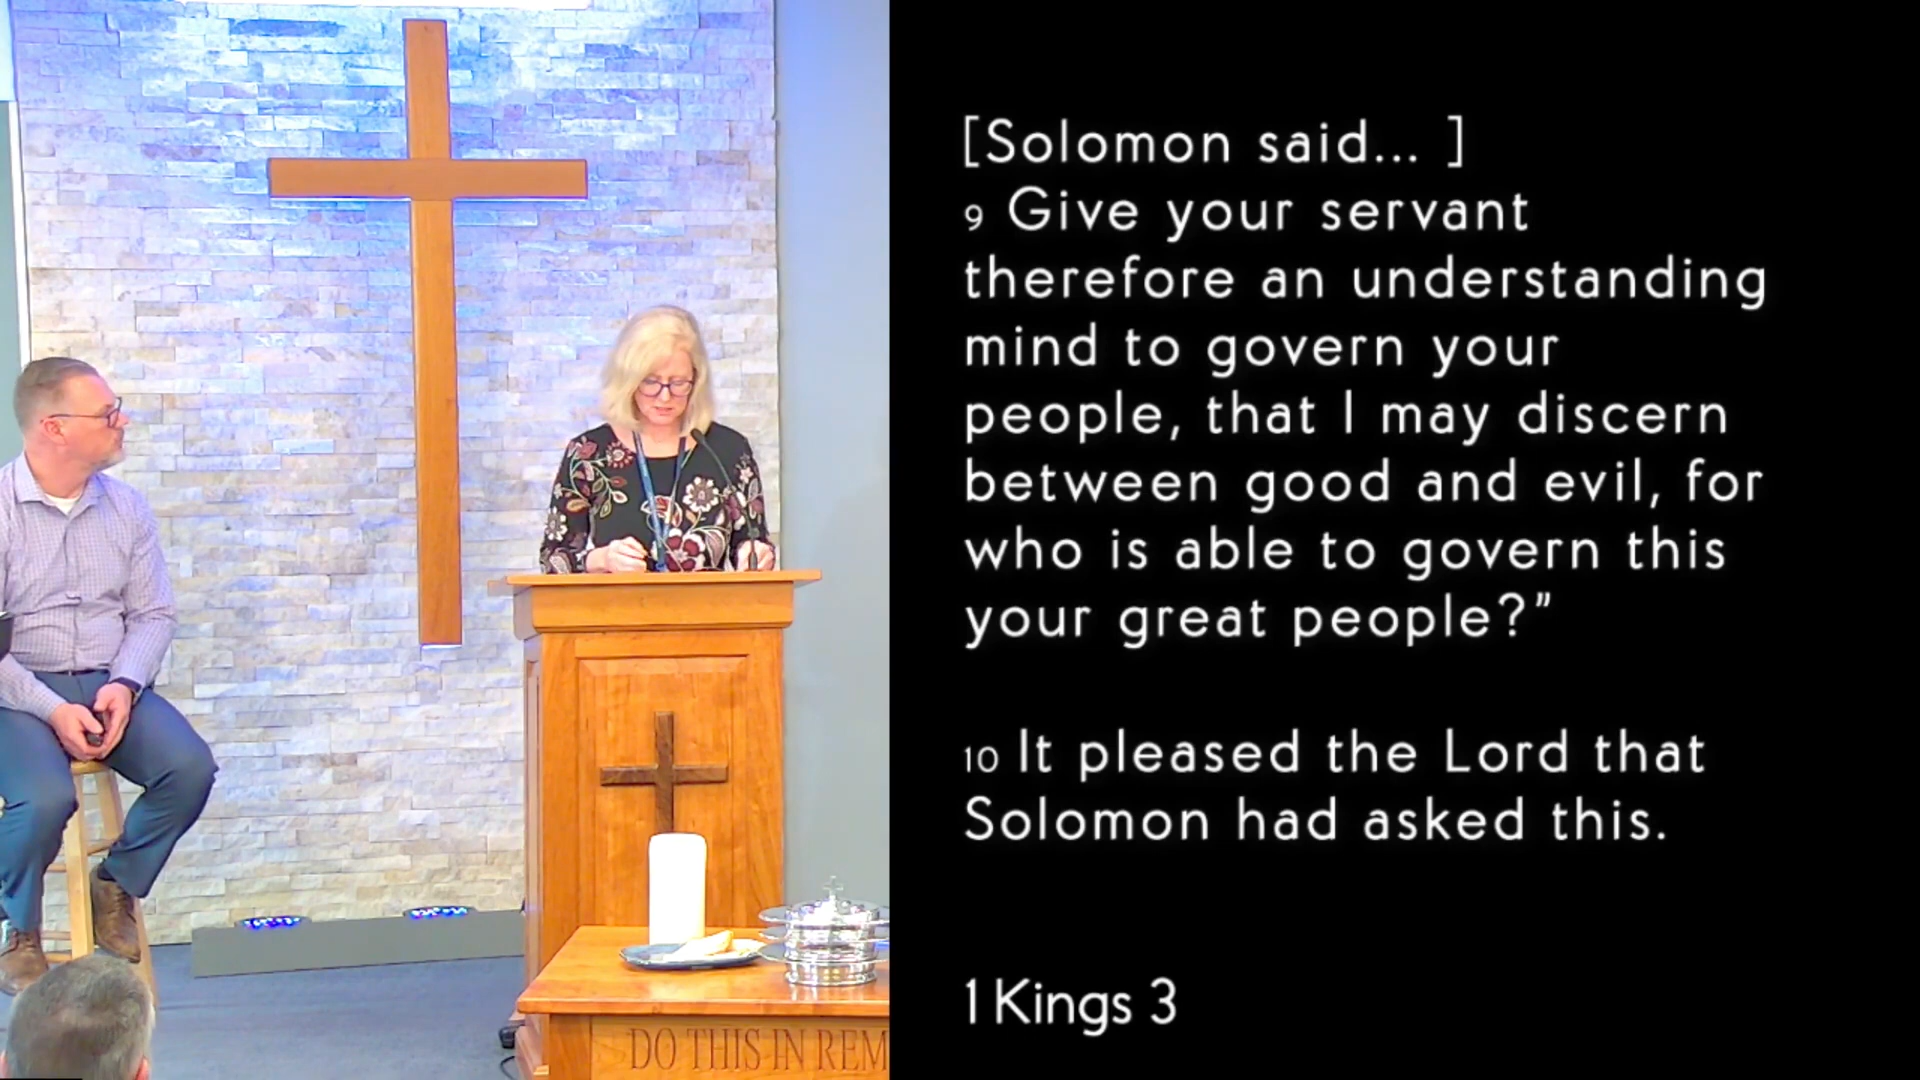 [Solomon said... ]
9 Give your servant
therefore an understanding
mind to govern your
people, that I may discern
between good and evil, for
who is able to govern this
your great people?”
10 It pleased the Lord that
Solomon had asked this.
1 Kings 3
DO THIS IN REM